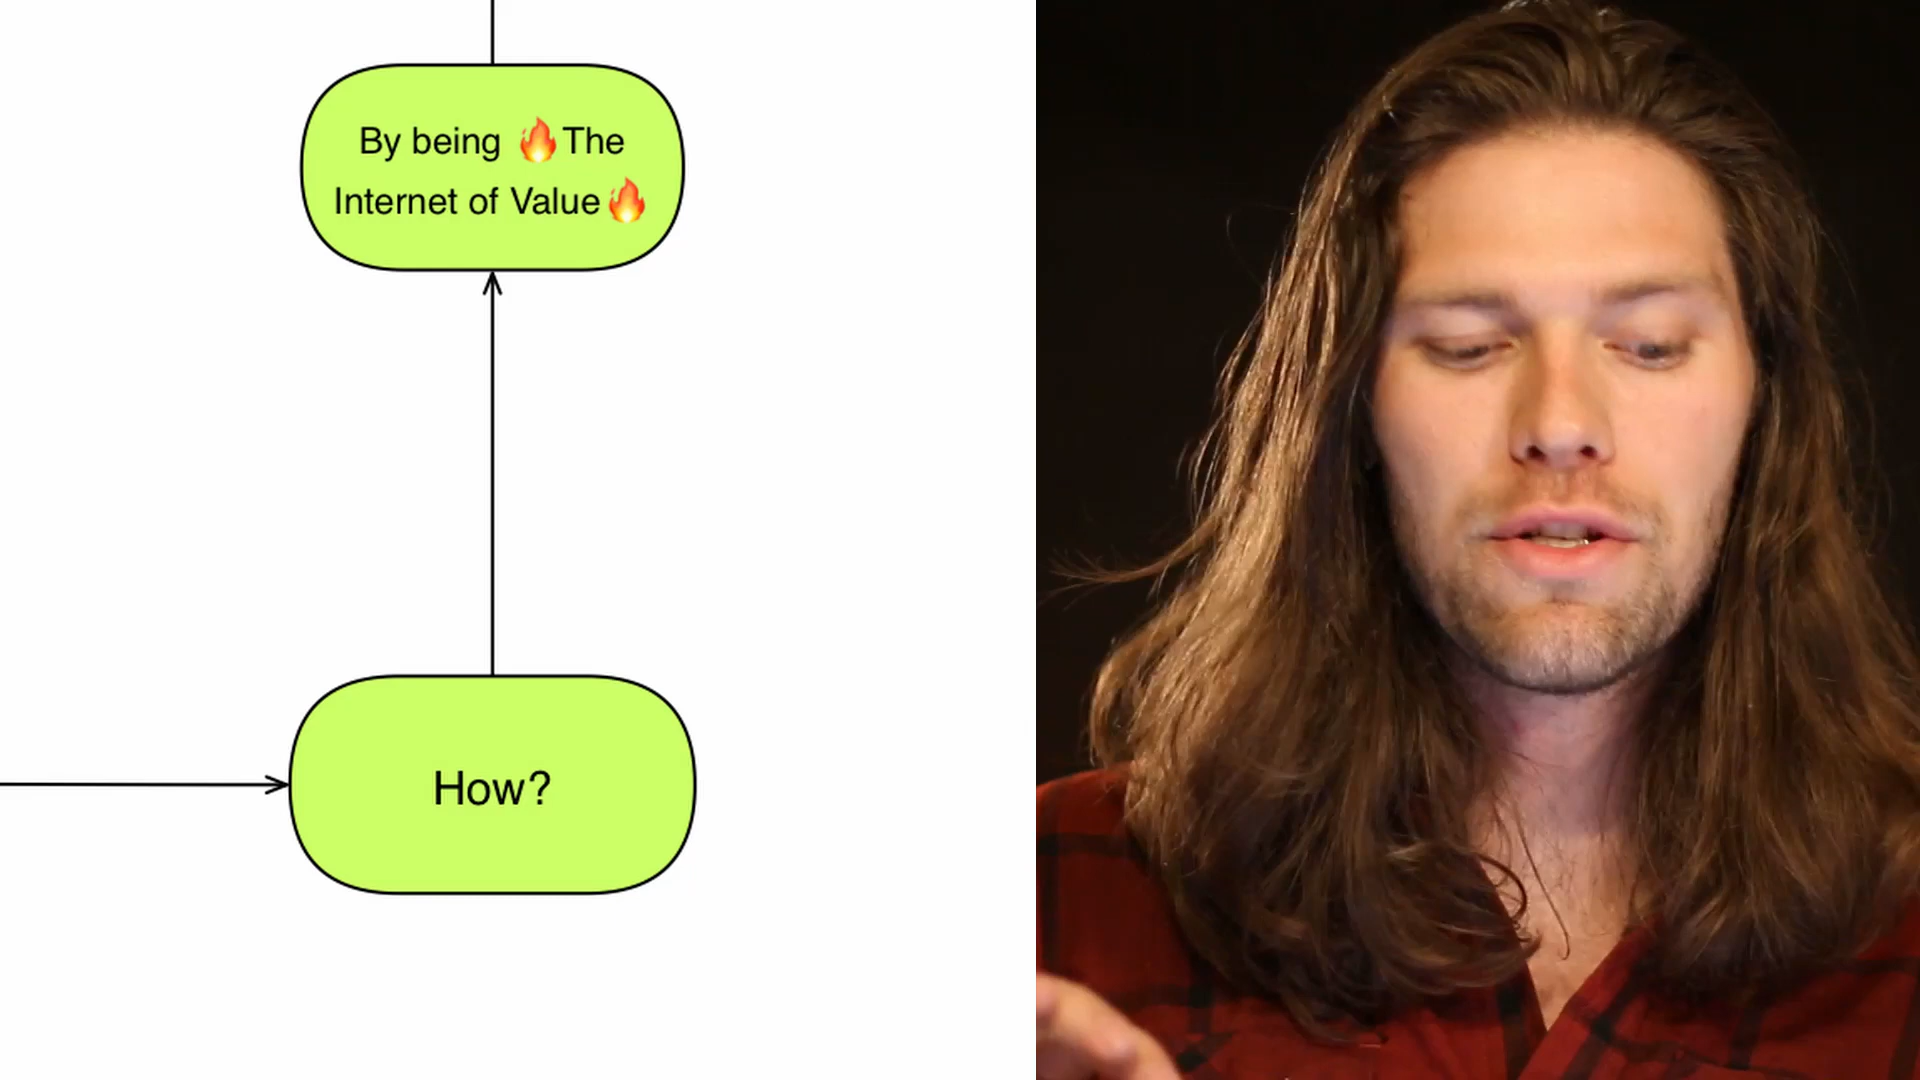 By being 🔥The
Internet of Value🔥
How?